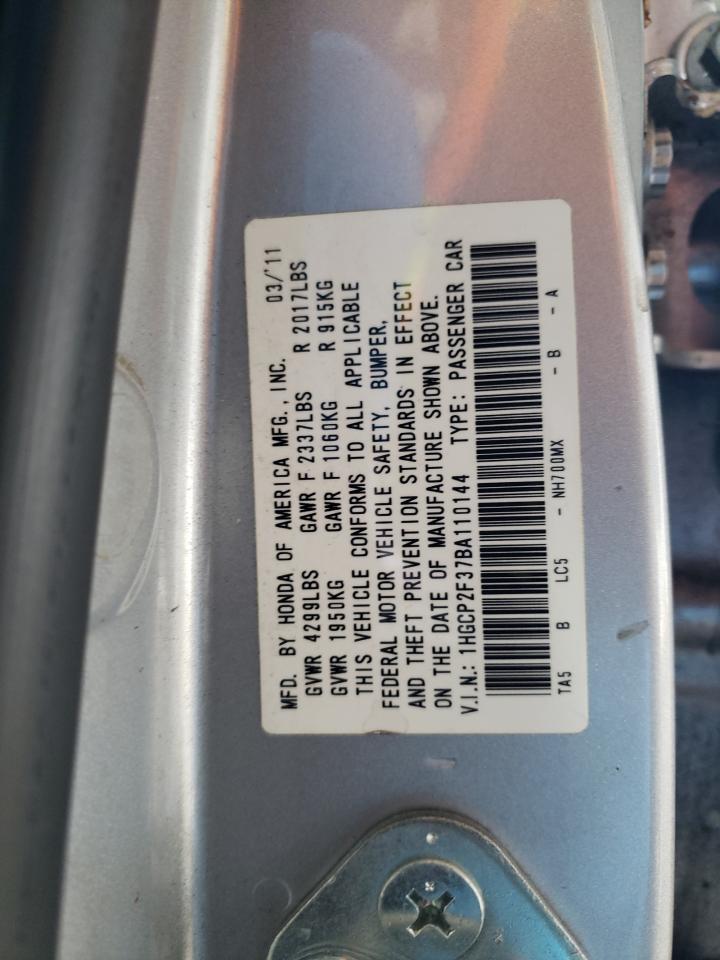 MFD. BY HONDA OF AMERICA MFG., INC. 03/'11
GVWR 4299LBS GAWR F 2337LBS R 2017LBS
GVWR 1950KG GAWR F 1060KG R 915KG
THIS VEHICLE CONFORMS TO ALL APPLICABLE
FEDERAL MOTOR VEHICLE SAFETY, BUMPER,
AND THEFT PREVENTION STANDARDS IN EFFECT
ON THE DATE OF MANUFACTURE SHOWN ABOVE.
V.I.N.: 1HGCP2F37BA110144 TYPE: PASSENGER CAR
TA5 B LC5 - NH700MX - B - A